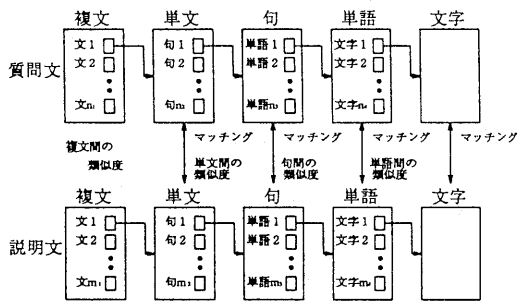 複文 単文 句 単語 文字
質問文
文1 句1 単語1 文字1
文2 句2 単語2 文字2
文n₁ 句n₂ 単語n₃ 文字n₄
マッチング マッチング マッチング マッチング
複文間の類似度 単文間の類似度 句間の類似度 単語間の類似度
複文 単文 句 単語 文字
説明文
文1 句1 単語1 文字1
文2 句2 単語2 文字2
文m₁ 句m₂ 単語m₃ 文字m₄